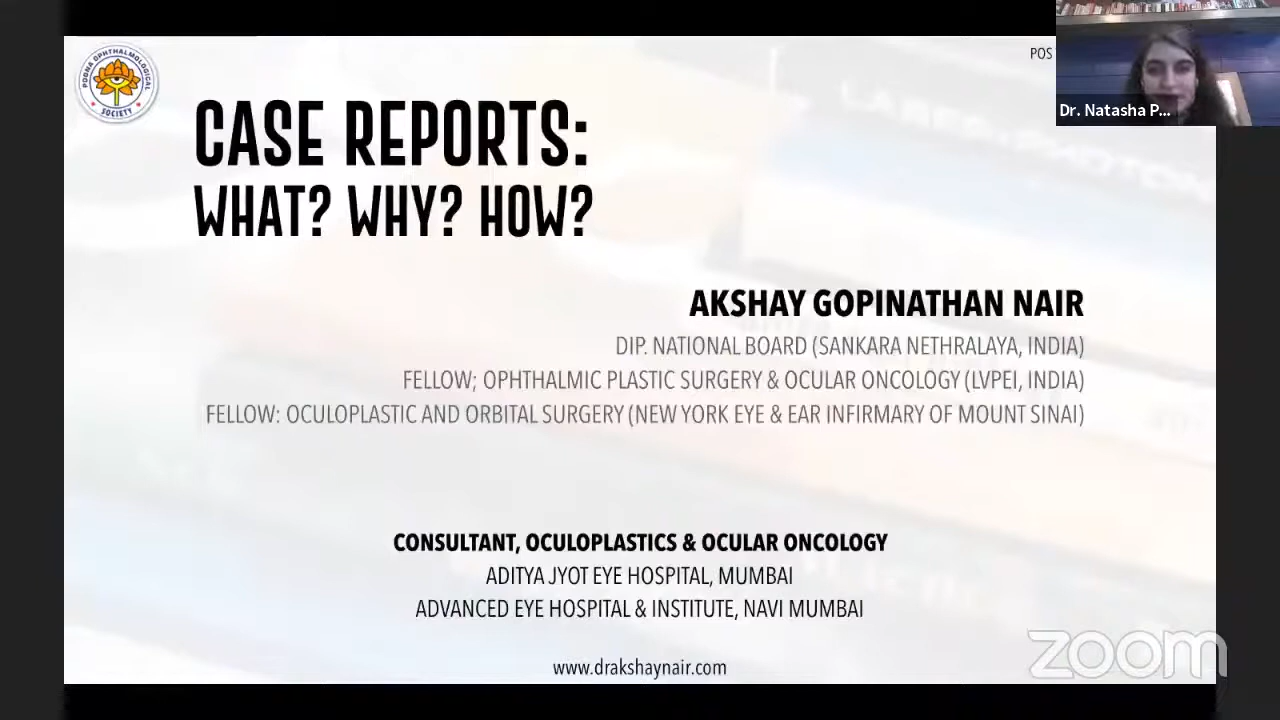 POONA OPHTHALMOLOGICAL SOCIETY
POS
Dr. Natasha P...
CASE REPORTS:
WHAT? WHY? HOW?
AKSHAY GOPINATHAN NAIR
DIP. NATIONAL BOARD (SANKARA NETHRALAYA, INDIA)
FELLOW; OPHTHALMIC PLASTIC SURGERY & OCULAR ONCOLOGY (LVPEI, INDIA)
FELLOW: OCULOPLASTIC AND ORBITAL SURGERY (NEW YORK EYE & EAR INFIRMARY OF MOUNT SINAI)
CONSULTANT, OCULOPLASTICS & OCULAR ONCOLOGY
ADITYA JYOT EYE HOSPITAL, MUMBAI
ADVANCED EYE HOSPITAL & INSTITUTE, NAVI MUMBAI
www.drakshaynair.com
zoom